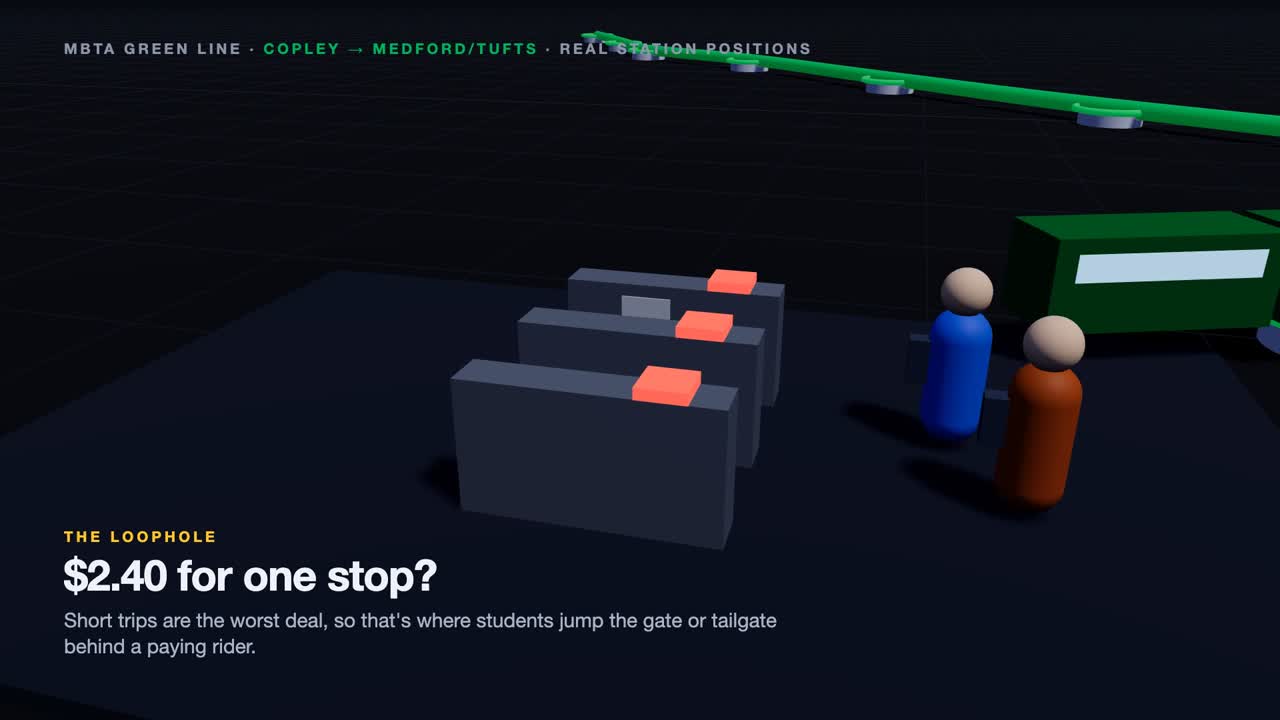 MBTA GREEN LINE · COPLEY → MEDFORD/TUFTS · REAL STATION POSITIONS
THE LOOPHOLE
$2.40 for one stop?
Short trips are the worst deal, so that's where students jump the gate or tailgate
behind a paying rider.